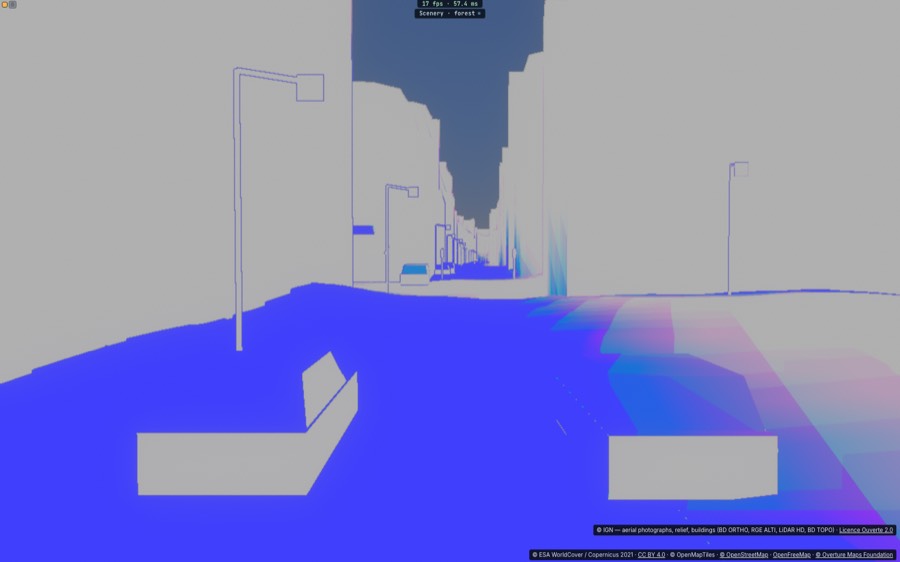 17 fps · 57.4 ms
Scenery · forest
© IGN — aerial photographs, relief, buildings (BD ORTHO, RGE ALTI, LiDAR HD, BD TOPO) · Licence Ouverte 2.0
© ESA WorldCover / Copernicus 2021 · CC BY 4.0 · © OpenMapTiles · © OpenStreetMap · OpenFreeMap · © Overture Maps Foundation